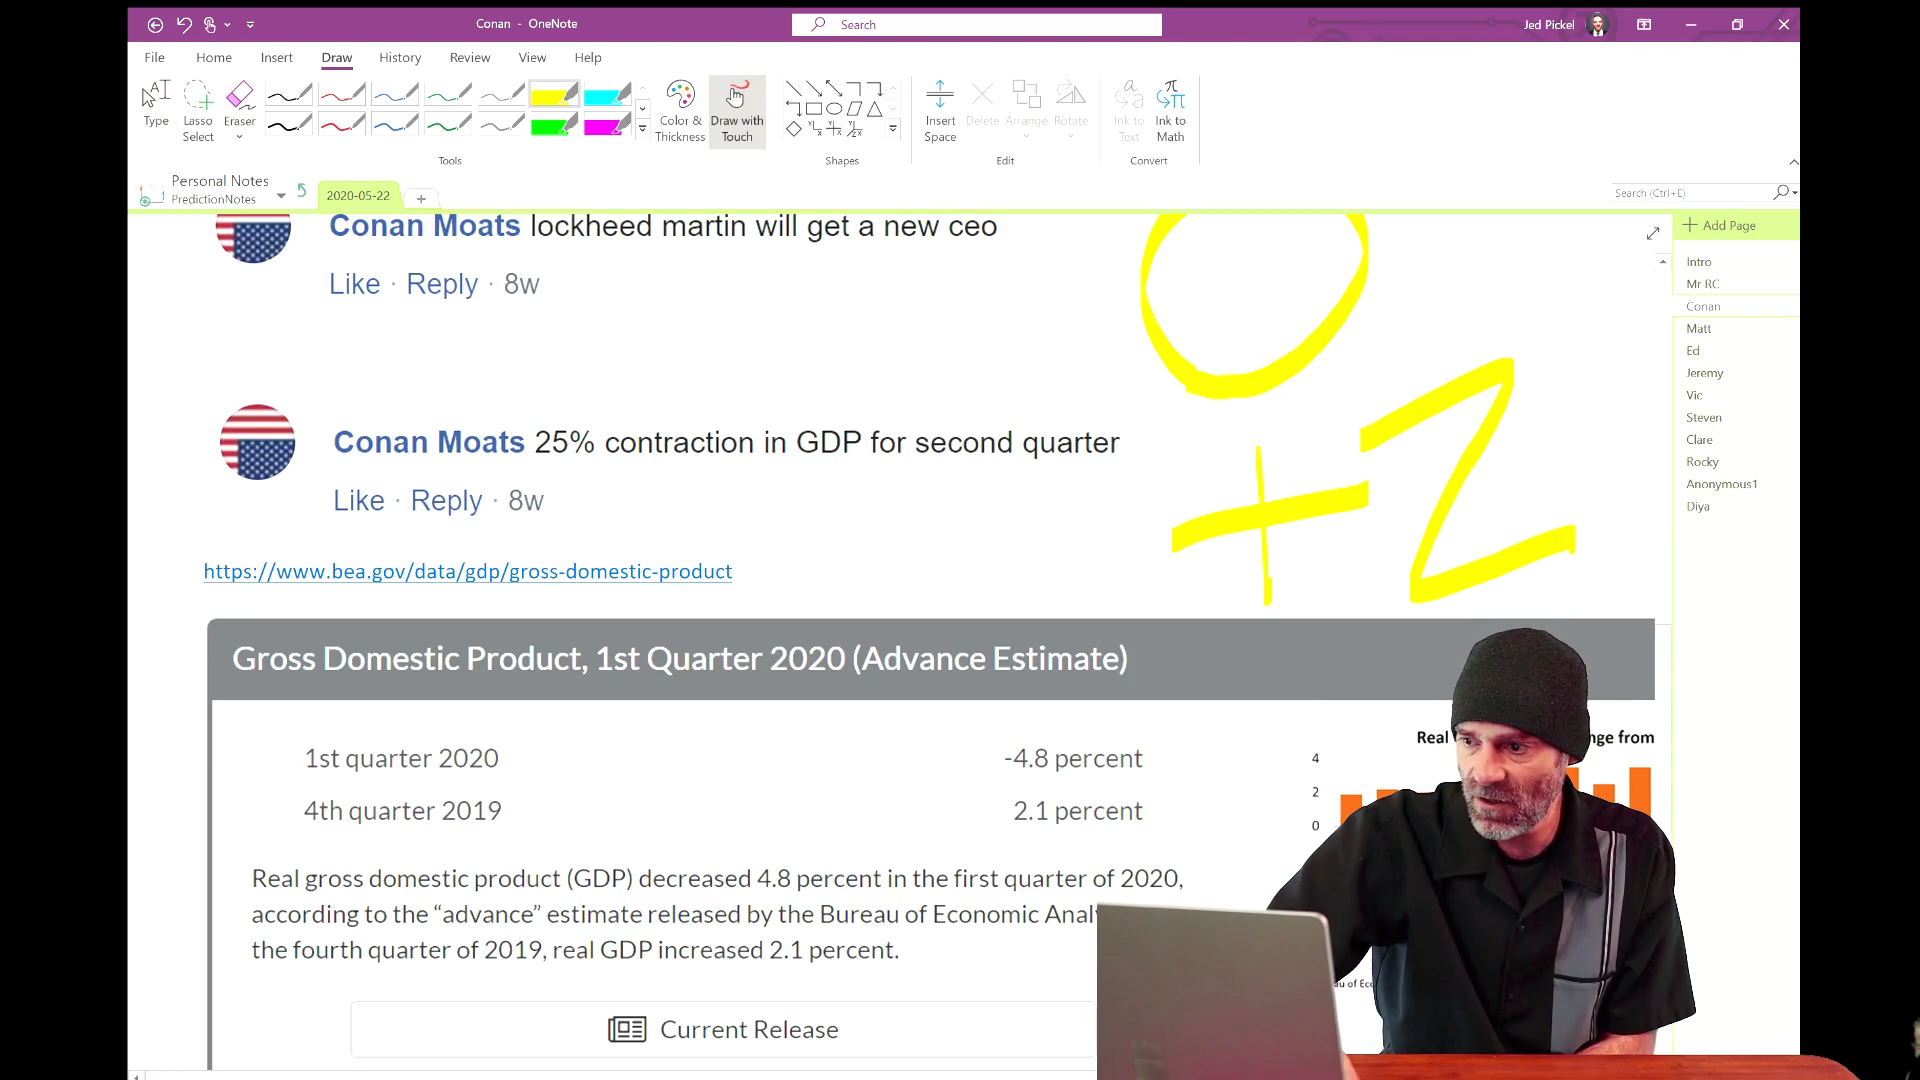 Conan - OneNote
Search
Jed Pickel
File Home Insert Draw History Review View Help
Type
Lasso Select
Eraser
Color & Thickness
Draw with Touch
Insert Space
Delete
Arrange
Rotate
Ink to Text
Ink to Math
Tools
Shapes
Edit
Convert
Personal Notes
PredictionNotes
2020-05-22
Search (Ctrl+E)
Add Page
Intro
Mr RC
Conan
Matt
Ed
Jeremy
Vic
Steven
Clare
Rocky
Anonymous1
Diya
Conan Moats lockheed martin will get a new ceo
Like · Reply · 8w
0
Conan Moats 25% contraction in GDP for second quarter
Like · Reply · 8w
+2
https://www.bea.gov/data/gdp/gross-domestic-product
Gross Domestic Product, 1st Quarter 2020 (Advance Estimate)
1st quarter 2020 -4.8 percent
4th quarter 2019 2.1 percent
Real nge from
4
2
0
Real gross domestic product (GDP) decreased 4.8 percent in the first quarter of 2020,
according to the “advance” estimate released by the Bureau of Economic Analy
the fourth quarter of 2019, real GDP increased 2.1 percent.
au of Ec
Current Release